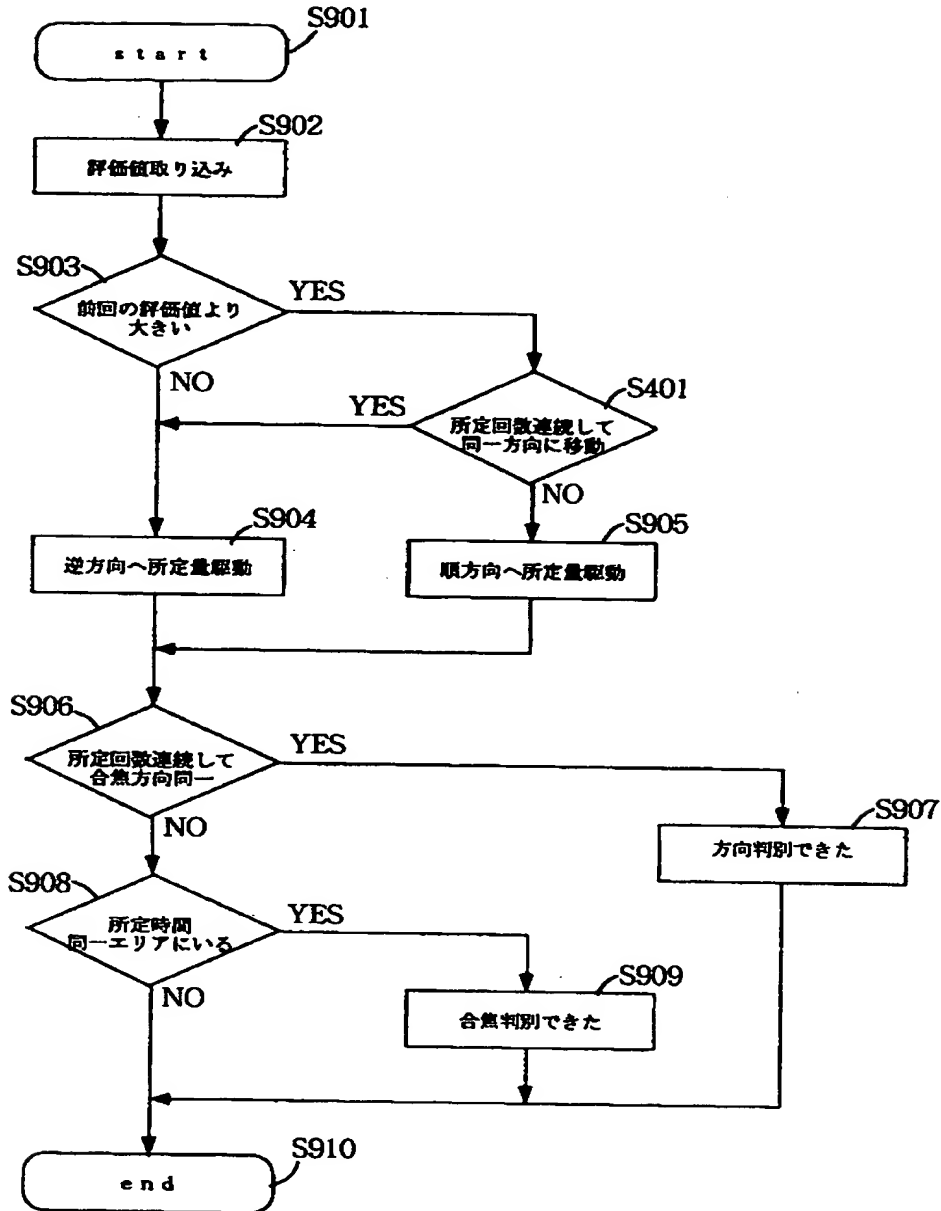 S901
start
S902
評価値取り込み
S903
前回の評価値より
大きい
YES
NO
S401
所定回数連続して
同一方向に移動
YES
NO
S904
逆方向へ所定量駆動
S905
順方向へ所定量駆動
S906
所定回数連続して
合焦方向同一
YES
NO
S907
方向判別できた
S908
所定時間
同一エリアにいる
YES
NO
S909
合焦判別できた
S910
end